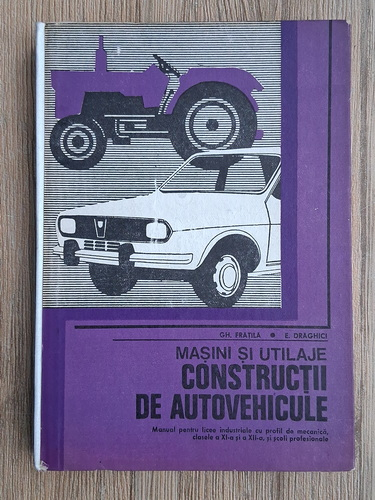 GH. FRĂTILĂ • E. DRĂGHICI
MAȘINI ȘI UTILAJE
CONSTRUCȚII
DE AUTOVEHICULE
Manual pentru licee industriale cu profil de mecanică,
clasele a XI-a și a XII-a, și școli profesionale